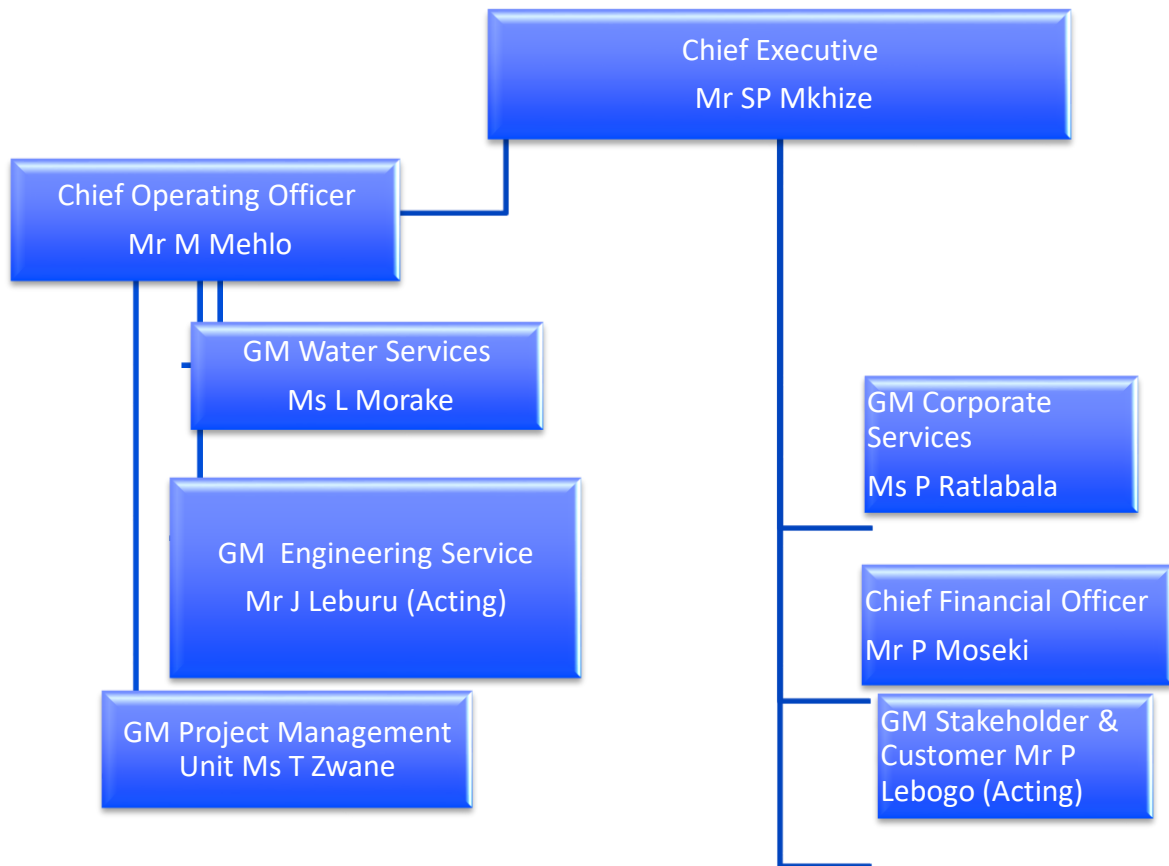 Chief Executive
Mr SP Mkhize
Chief Operating Officer
Mr M Mehlo
GM Water Services
Ms L Morake
GM Corporate
Services
Ms P Ratlabala
GM Engineering Service
Mr J Leburu (Acting)
Chief Financial Officer
Mr P Moseki
GM Project Management
Unit Ms T Zwane
GM Stakeholder &
Customer Mr P
Lebogo (Acting)